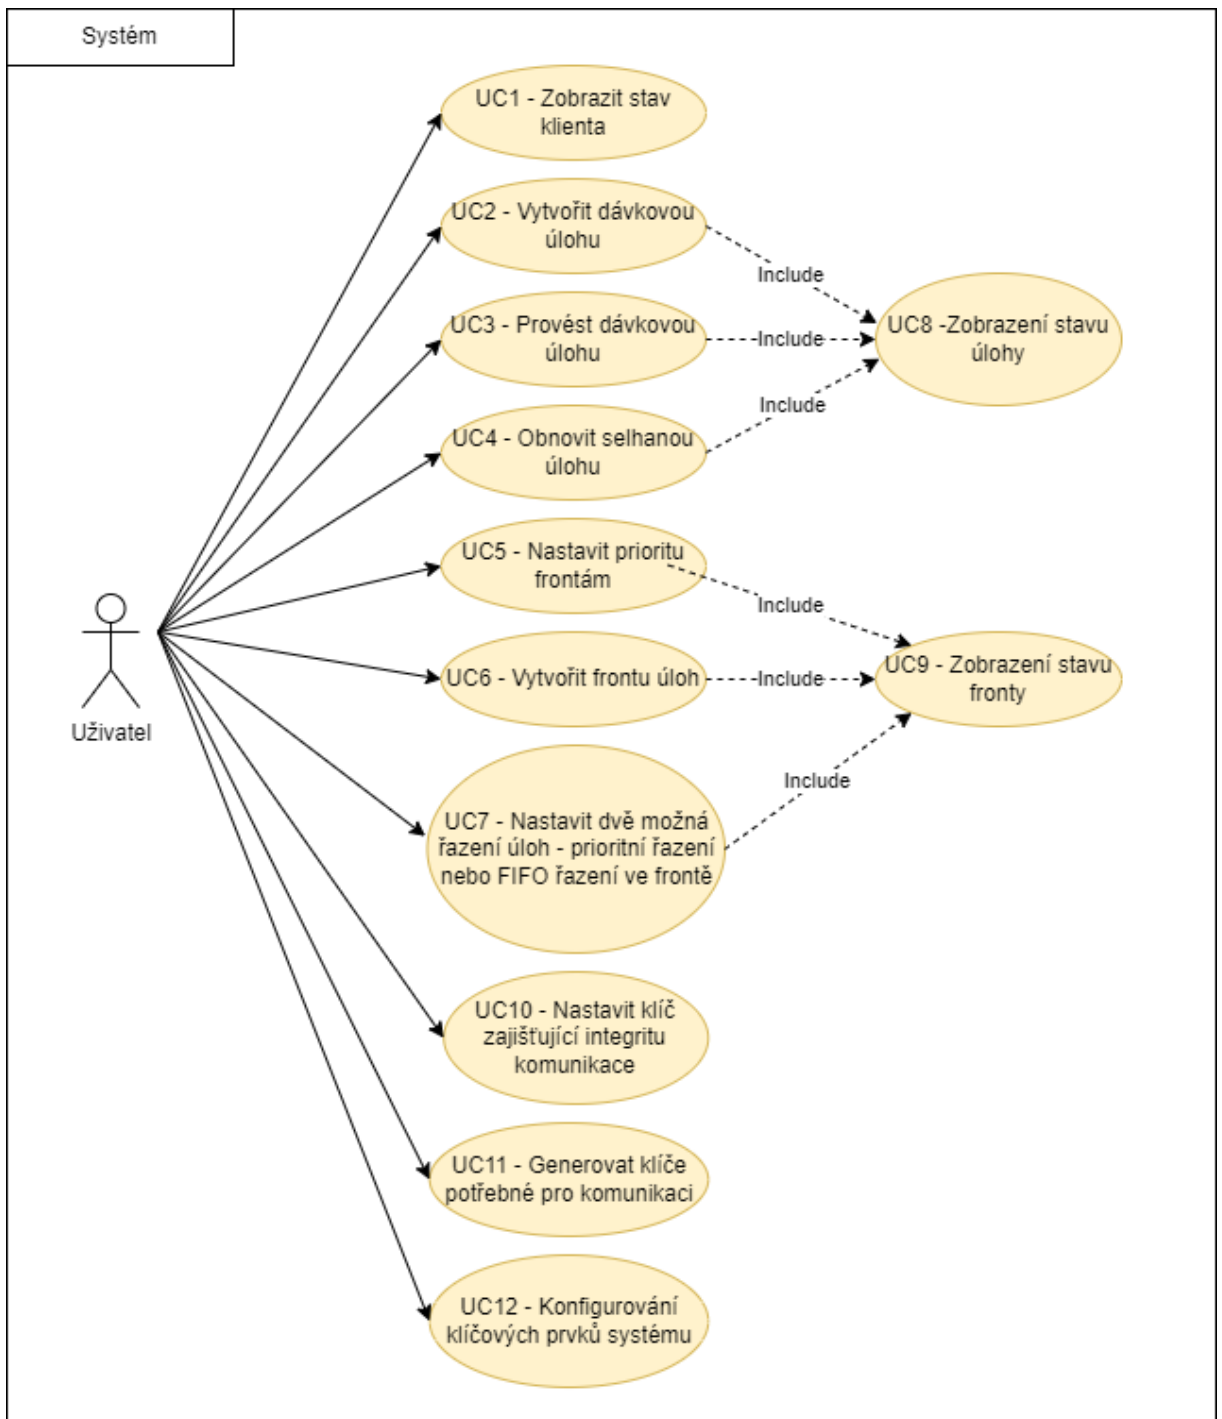 Systém
UC1 - Zobrazit stav
klienta
UC2 - Vytvořit dávkovou
úlohu
Include
UC3 - Provést dávkovou
úlohu
Include
UC8 -Zobrazení stavu
úlohy
Include
UC4 - Obnovit selhanou
úlohu
UC5 - Nastavit prioritu
frontám
Include
UC6 - Vytvořit frontu úloh
Include
UC9 - Zobrazení stavu
fronty
Uživatel
Include
UC7 - Nastavit dvě možná
řazení úloh - prioritní řazení
nebo FIFO řazení ve frontě
UC10 - Nastavit klíč
zajišťující integritu
komunikace
UC11 - Generovat klíče
potřebné pro komunikaci
UC12 - Konfigurování
klíčových prvků systému